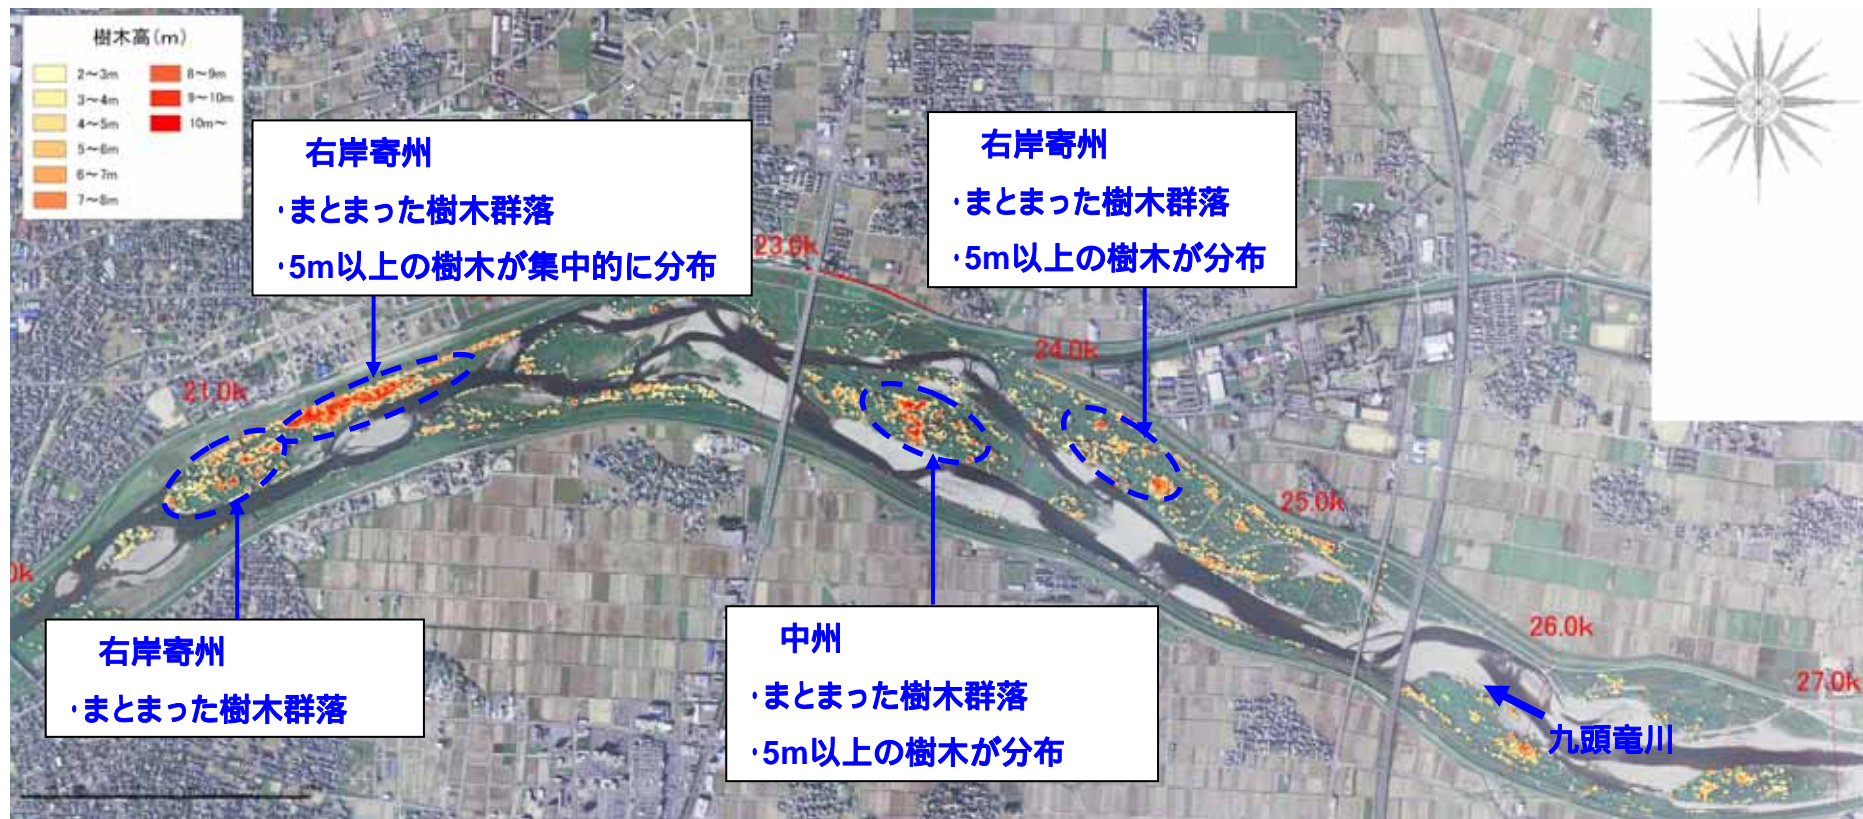 樹木高(m)
2～3m
3～4m
4～5m
5～6m
6～7m
7～8m
8～9m
9～10m
10m～
右岸寄州
・まとまった樹木群落
・5m以上の樹木が集中的に分布
右岸寄州
・まとまった樹木群落
・5m以上の樹木が分布
23.0k
24.0k
21.0k
25.0k
26.0k
27.0k
右岸寄州
・まとまった樹木群落
中州
・まとまった樹木群落
・5m以上の樹木が分布
九頭竜川